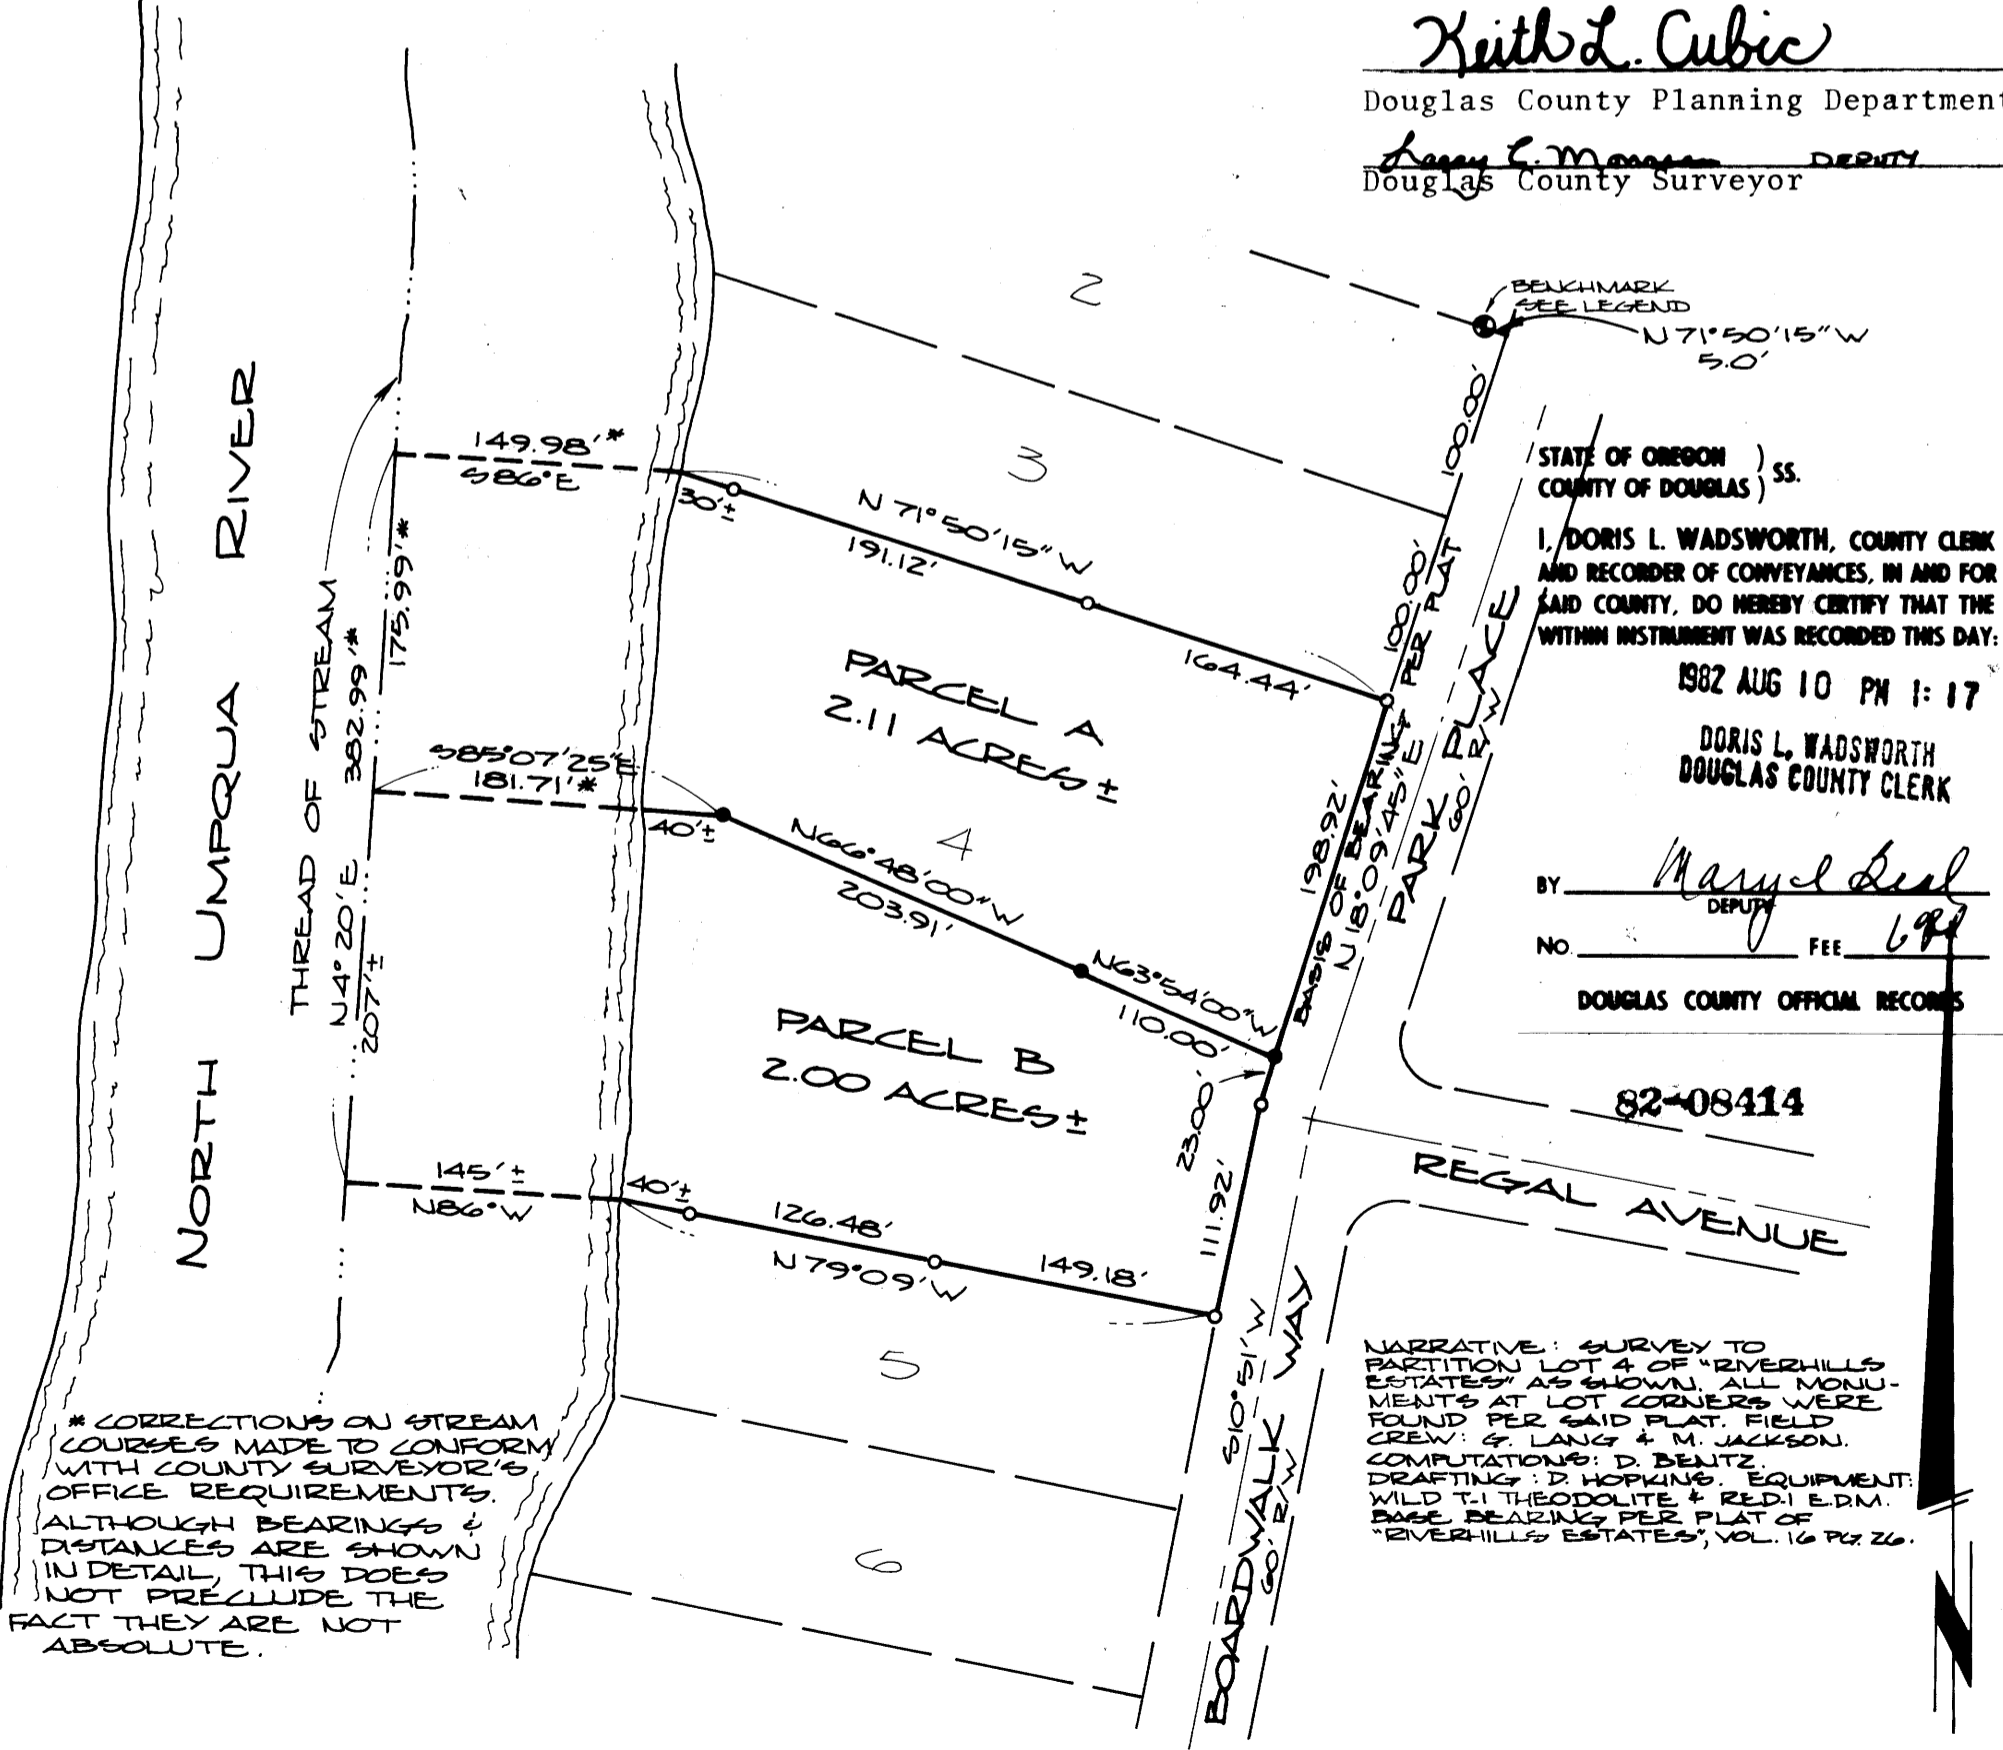 Keith L. Cubic
Douglas County Planning Department
DEPUTY
Douglas County Surveyor
BENCHMARK
SEE LEGEND
N 71°50'15" W
5.0'
2
3
100.00'
100.00'
PER PLAT
149.98'*
S86°E
30'±
N 71°50'15" W
191.12'
164.44'
175.99'*
382.99'*
N4°20'E
207'±
THREAD OF STREAM
NORTH UMPQUA RIVER
PARCEL A
2.11 ACRES ±
S85°07'25"E
181.71'*
40'±
4
N66°48'00"W
203.91'
N63°54'00"W
110.00'
198.92'
BASIS OF BEARING
N 18°09'45" E
PARK PLACE
60' R/W
PARCEL B
2.00 ACRES ±
23.00'
111.92'
145'±
N86°W
40'±
126.48'
N 79°09' W
149.18'
REGAL AVENUE
S10°51'W
BOARDWALK WAY
60' R/W
5
6
STATE OF OREGON ) SS.
COUNTY OF DOUGLAS )
I, DORIS L. WADSWORTH, COUNTY CLERK
AND RECORDER OF CONVEYANCES, IN AND FOR
SAID COUNTY, DO HEREBY CERTIFY THAT THE
WITHIN INSTRUMENT WAS RECORDED THIS DAY:
1982 AUG 10 PM 1:17
DORIS L. WADSWORTH
DOUGLAS COUNTY CLERK
BY
DEPUTY
NO. FEE
DOUGLAS COUNTY OFFICIAL RECORDS
82-08414
* CORRECTIONS ON STREAM
COURSES MADE TO CONFORM
WITH COUNTY SURVEYOR'S
OFFICE REQUIREMENTS.
ALTHOUGH BEARINGS &
DISTANCES ARE SHOWN
IN DETAIL, THIS DOES
NOT PRECLUDE THE
FACT THEY ARE NOT
ABSOLUTE.
NARRATIVE: SURVEY TO
PARTITION LOT 4 OF "RIVERHILLS
ESTATES" AS SHOWN. ALL MONU-
MENTS AT LOT CORNERS WERE
FOUND PER SAID PLAT. FIELD
CREW: G. LANG & M. JACKSON.
COMPUTATIONS: D. BENTZ.
DRAFTING: D. HOPKINS. EQUIPMENT:
WILD T-1 THEODOLITE & RED.1 E.D.M.
BASE BEARING PER PLAT OF
"RIVERHILLS ESTATES", VOL. 16 PG. 26.
N